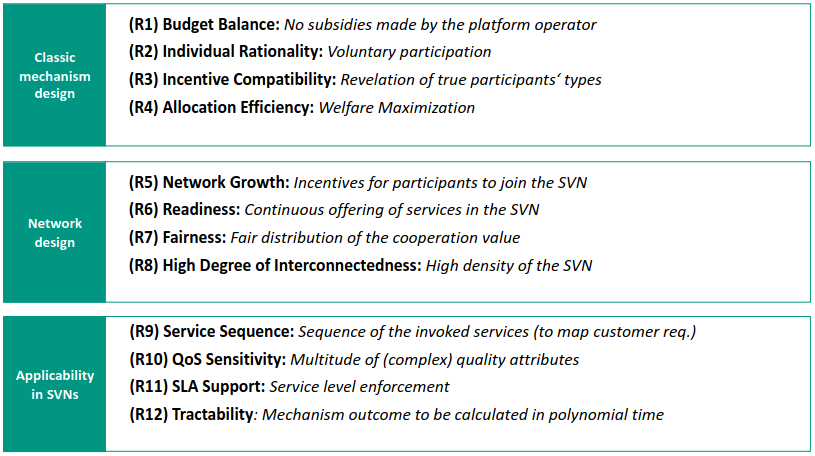 Classic
mechanism
design
(R1) Budget Balance: No subsidies made by the platform operator
(R2) Individual Rationality: Voluntary participation
(R3) Incentive Compatibility: Revelation of true participants‘ types
(R4) Allocation Efficiency: Welfare Maximization
Network
design
(R5) Network Growth: Incentives for participants to join the SVN
(R6) Readiness: Continuous offering of services in the SVN
(R7) Fairness: Fair distribution of the cooperation value
(R8) High Degree of Interconnectedness: High density of the SVN
Applicability
in SVNs
(R9) Service Sequence: Sequence of the invoked services (to map customer req.)
(R10) QoS Sensitivity: Multitude of (complex) quality attributes
(R11) SLA Support: Service level enforcement
(R12) Tractability: Mechanism outcome to be calculated in polynomial time